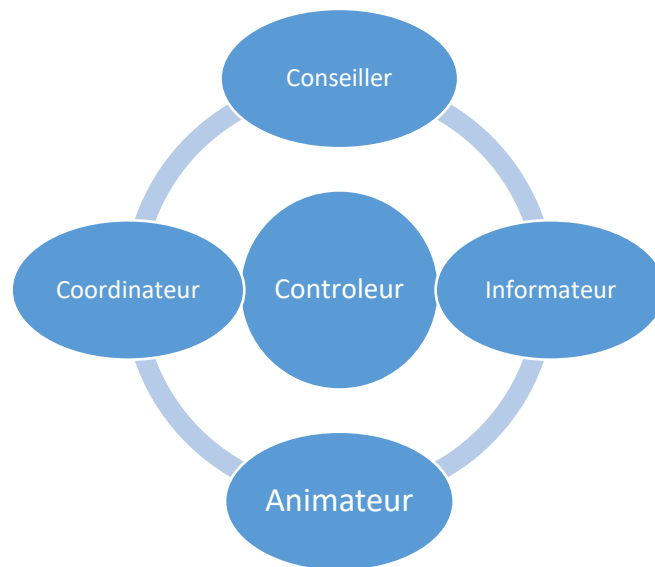 Conseiller
Coordinateur
Controleur
Informateur
Animateur